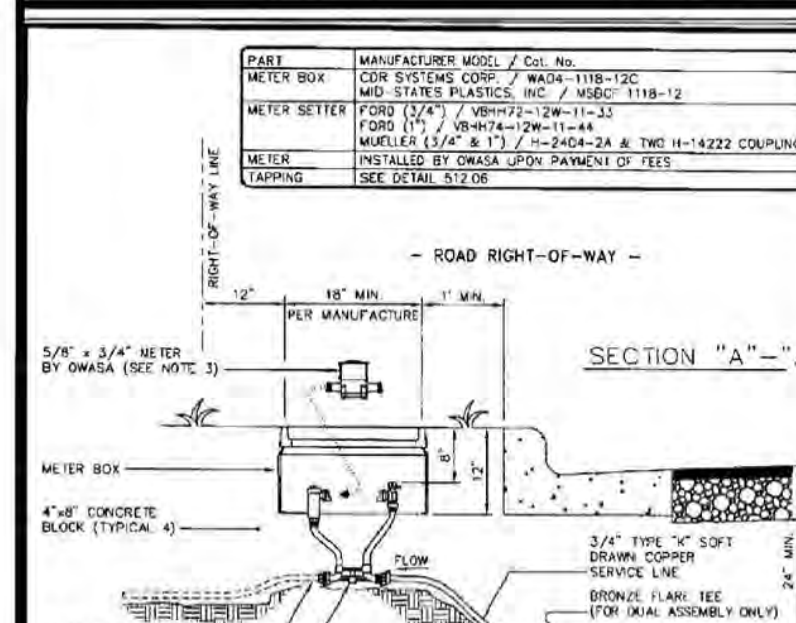 PART MANUFACTURER MODEL / Cat. No.
METER BOX CDR SYSTEMS CORP. / WA04-1118-12C
MID-STATES PLASTICS, INC. / MSBCF 1118-12
METER SETTER FORD (3/4") / VBHH72-12W-11-33
FORD (1") / VBHH74-12W-11-44
MUELLER (3/4" & 1") / H-2404-2A & TWO H-14222 COUPLING
METER INSTALLED BY OWASA UPON PAYMENT OF FEES
TAPPING SEE DETAIL 512.06
RIGHT-OF-WAY LINE
- ROAD RIGHT-OF-WAY -
12" 18" MIN. 1' MIN.
PER MANUFACTURE
5/8" x 3/4" METER
BY OWASA (SEE NOTE 3)
SECTION "A"-"
METER BOX
8"
12"
4"x8" CONCRETE
BLOCK (TYPICAL 4)
FLOW
3/4" TYPE "K" SOFT
DRAWN COPPER
SERVICE LINE
24" MIN.
BRONZE FLARE TEE
(FOR DUAL ASSEMBLY ONLY)